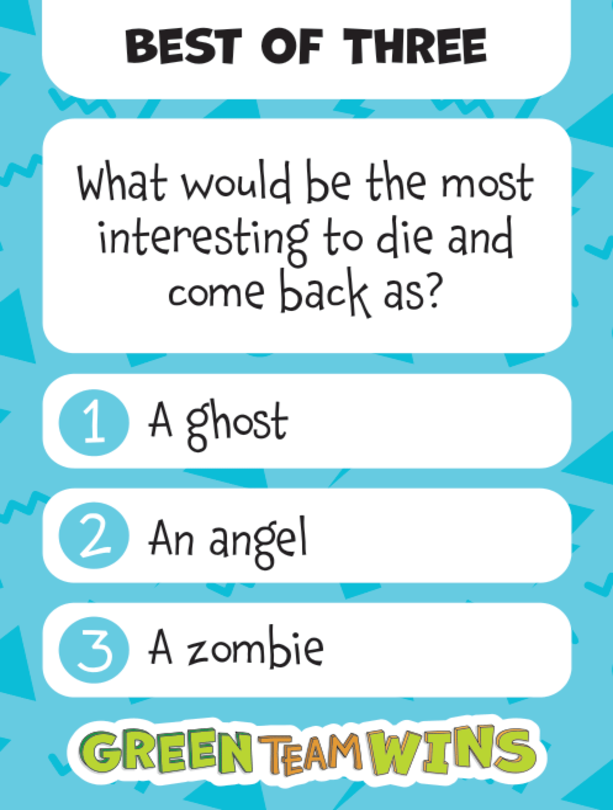 BEST OF THREE
What would be the most
interesting to die and
come back as?
1 A ghost
2 An angel
3 A zombie
GREEN TEAM WINS